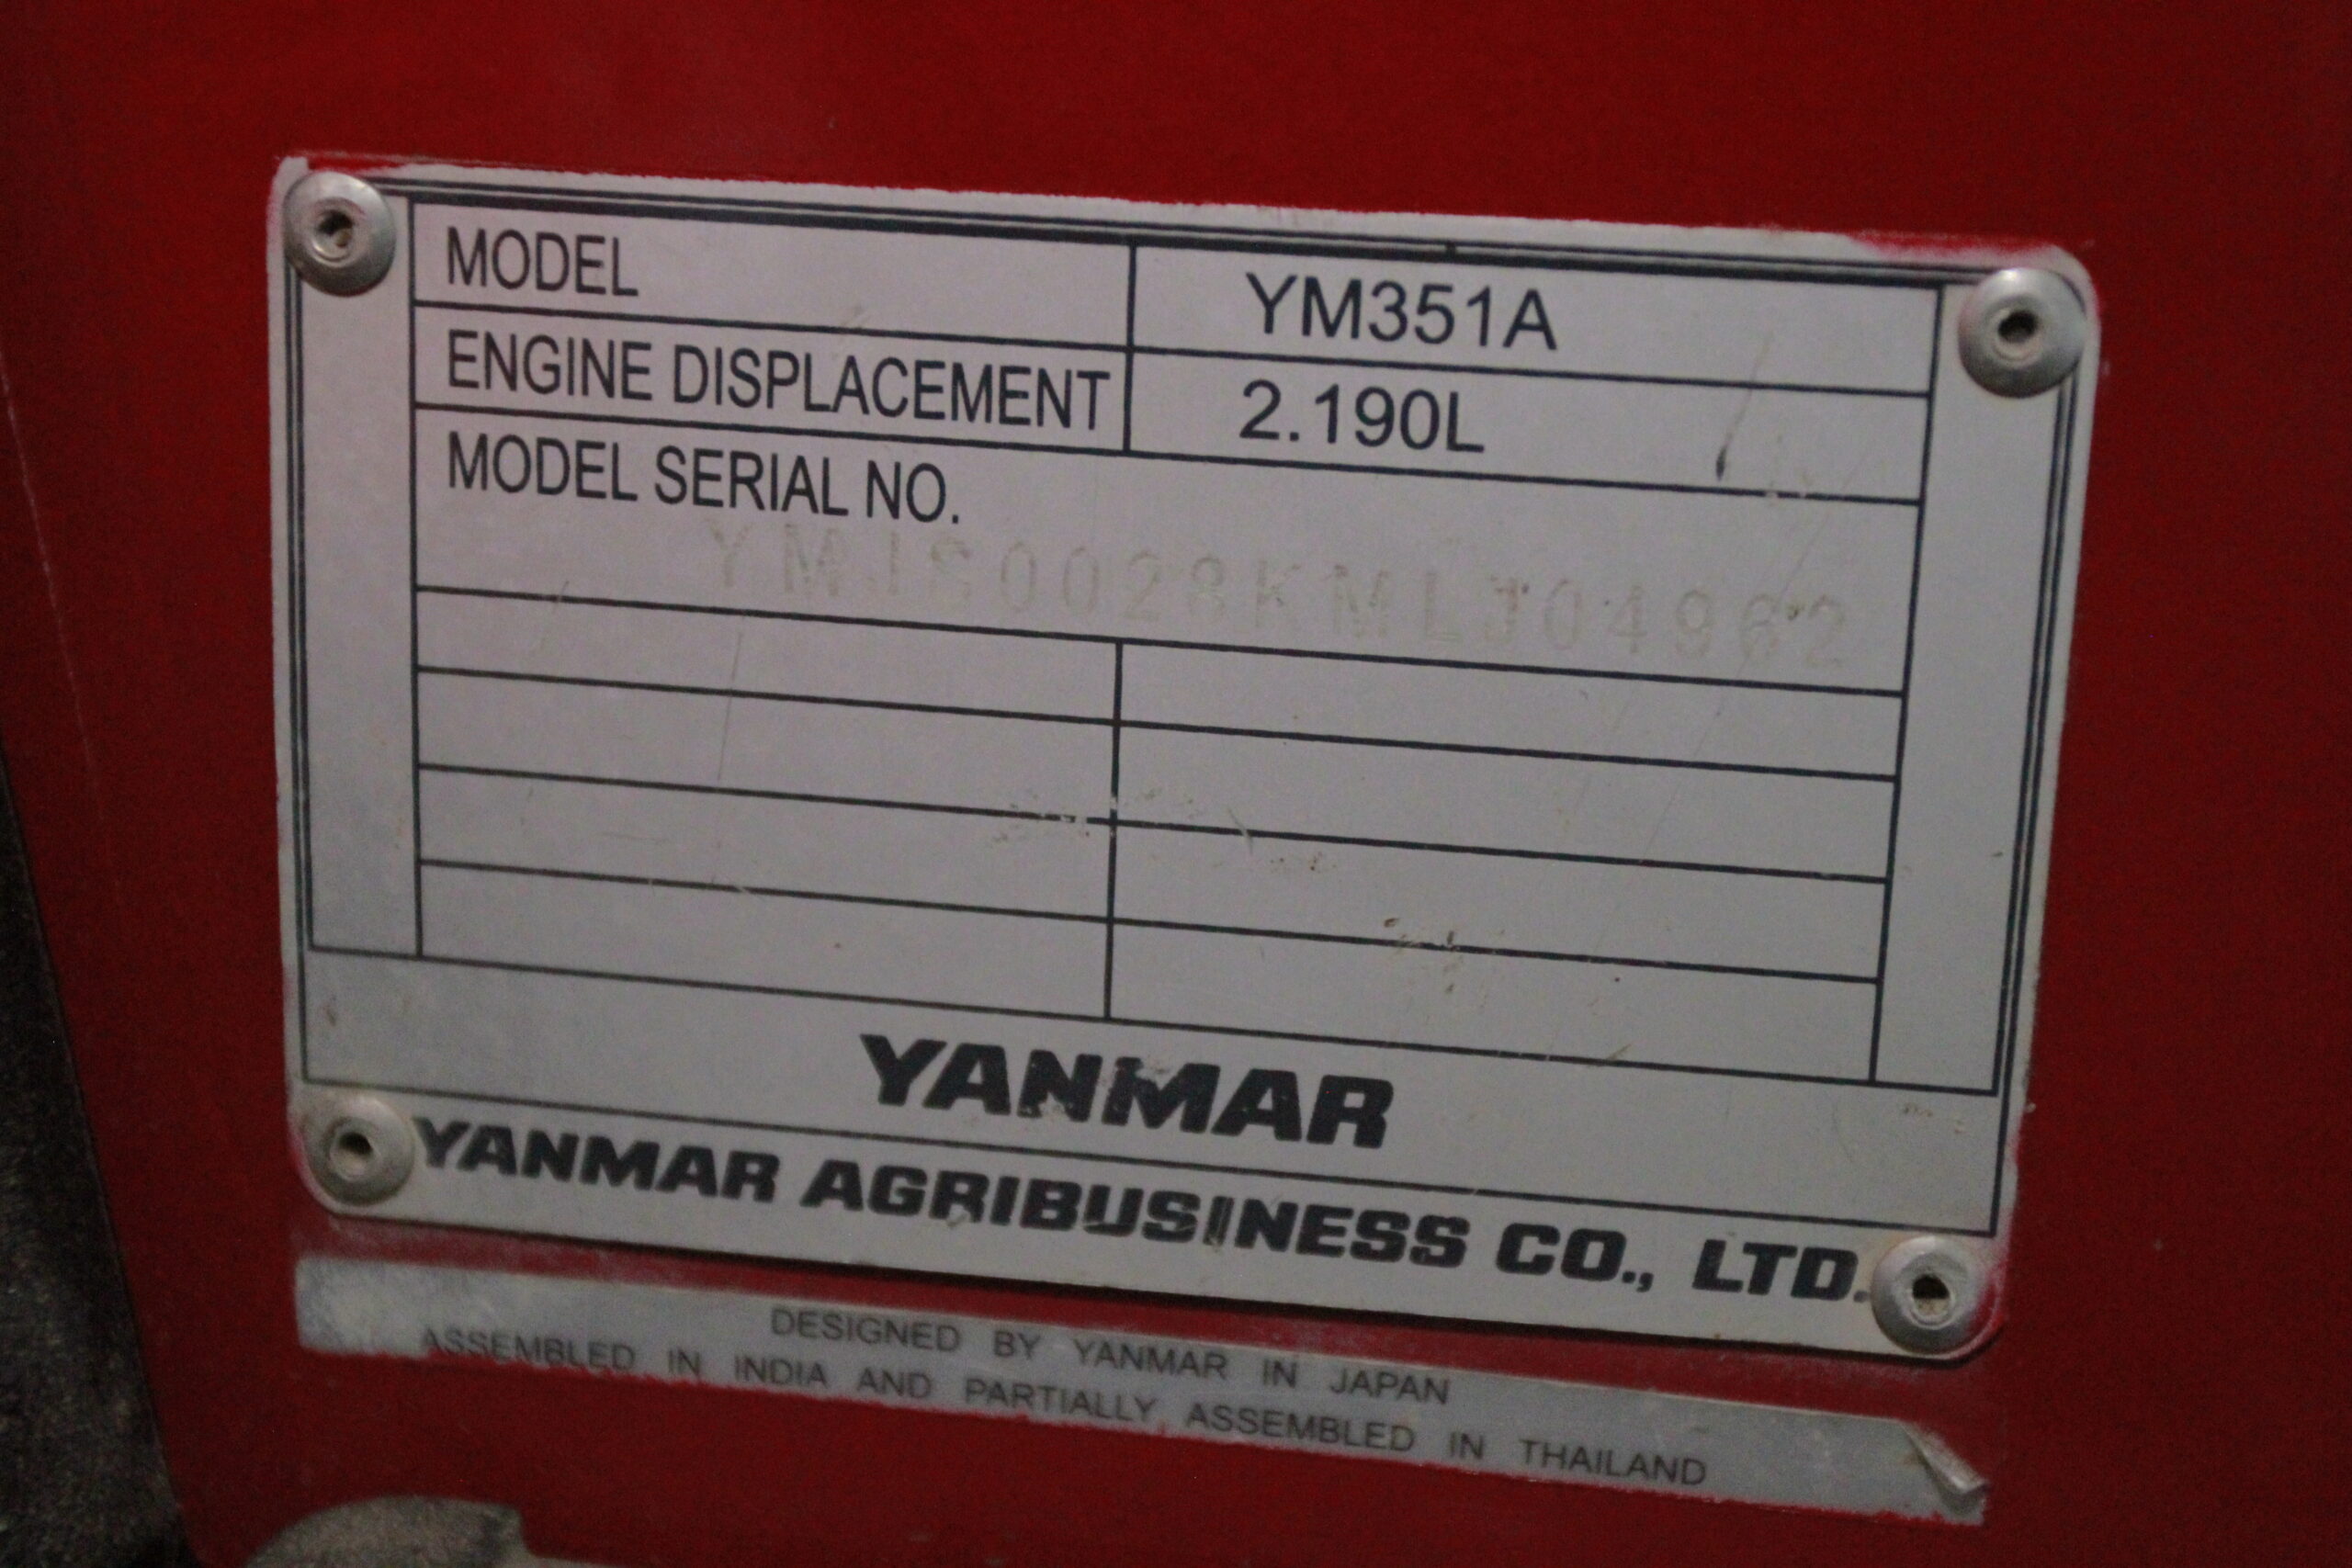 MODEL YM351A
ENGINE DISPLACEMENT 2.190L
MODEL SERIAL NO.
YMJS0028KMLJ04962
YANMAR
YANMAR AGRIBUSINESS CO., LTD.
DESIGNED BY YANMAR IN JAPAN
ASSEMBLED IN INDIA AND PARTIALLY ASSEMBLED IN THAILAND